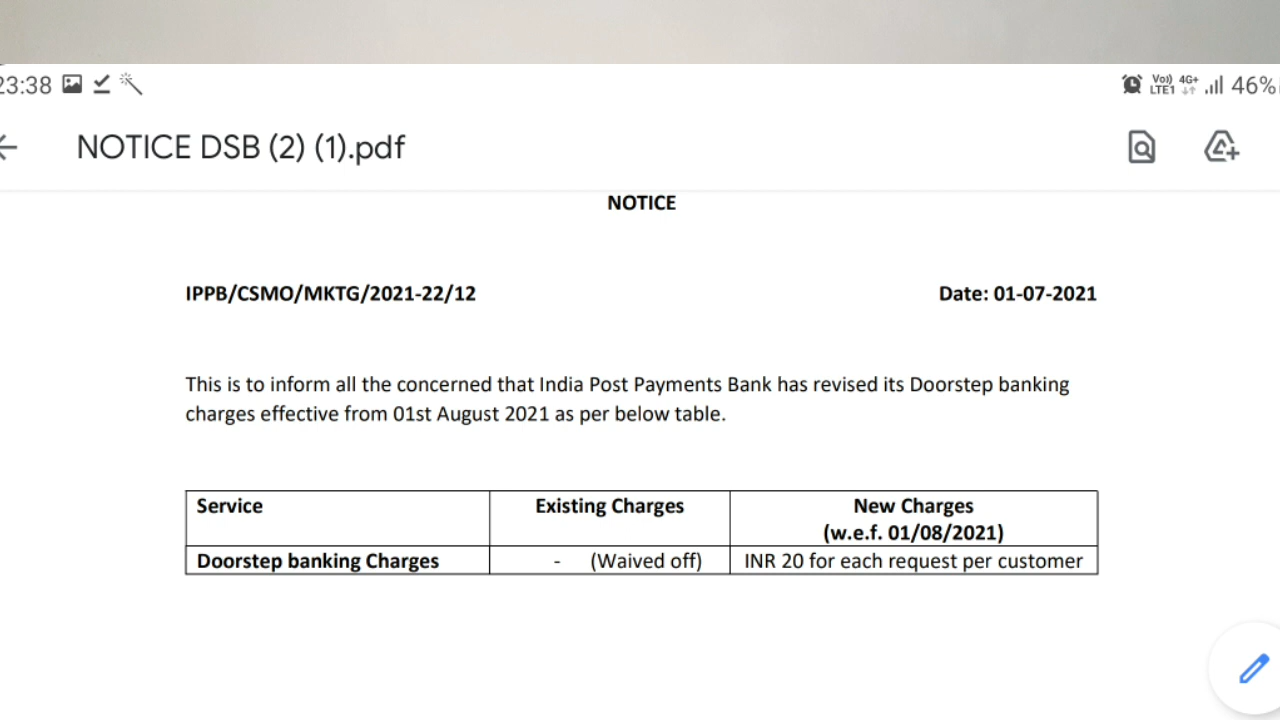 23:38
Vo)) 4G+
LTE1
46%
NOTICE DSB (2) (1).pdf
NOTICE
IPPB/CSMO/MKTG/2021-22/12 Date: 01-07-2021
This is to inform all the concerned that India Post Payments Bank has revised its Doorstep banking
charges effective from 01st August 2021 as per below table.
Service Existing Charges New Charges
(w.e.f. 01/08/2021)
Doorstep banking Charges - (Waived off) INR 20 for each request per customer